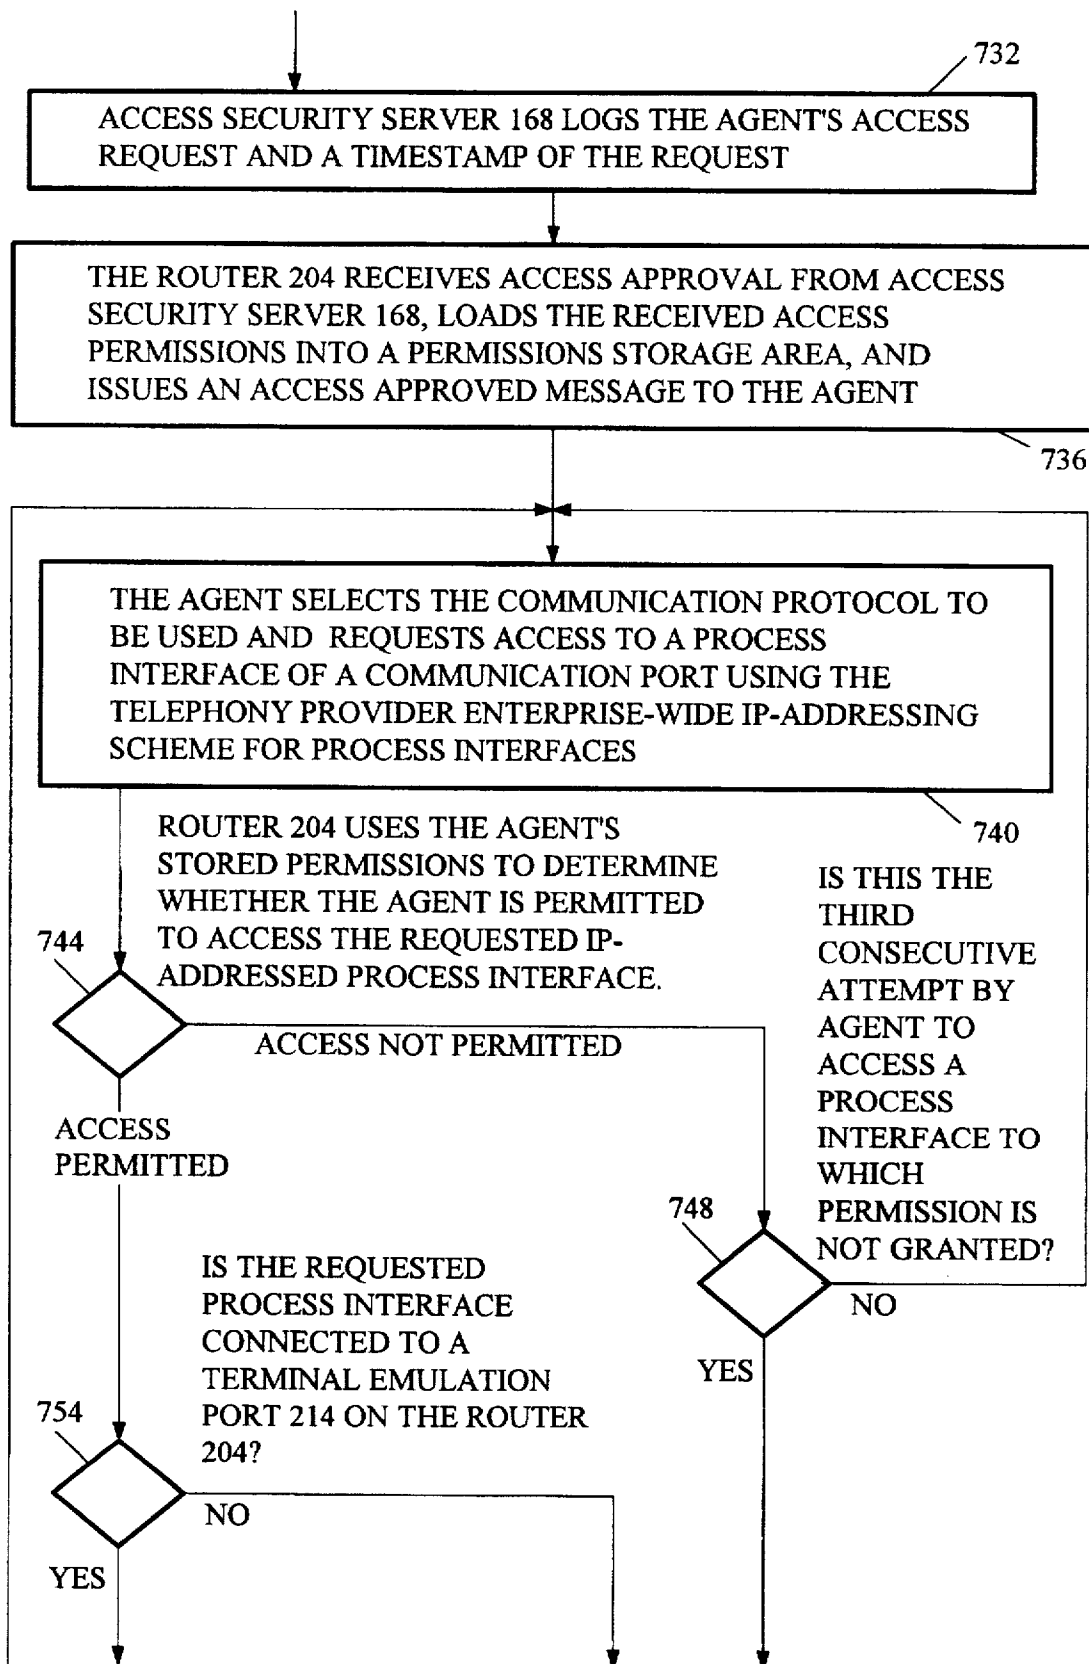 732
ACCESS SECURITY SERVER 168 LOGS THE AGENT'S ACCESS
REQUEST AND A TIMESTAMP OF THE REQUEST
THE ROUTER 204 RECEIVES ACCESS APPROVAL FROM ACCESS
SECURITY SERVER 168, LOADS THE RECEIVED ACCESS
PERMISSIONS INTO A PERMISSIONS STORAGE AREA, AND
ISSUES AN ACCESS APPROVED MESSAGE TO THE AGENT
736
THE AGENT SELECTS THE COMMUNICATION PROTOCOL TO
BE USED AND REQUESTS ACCESS TO A PROCESS
INTERFACE OF A COMMUNICATION PORT USING THE
TELEPHONY PROVIDER ENTERPRISE-WIDE IP-ADDRESSING
SCHEME FOR PROCESS INTERFACES
740
ROUTER 204 USES THE AGENT'S
STORED PERMISSIONS TO DETERMINE
WHETHER THE AGENT IS PERMITTED
TO ACCESS THE REQUESTED IP-
ADDRESSED PROCESS INTERFACE.
744
ACCESS NOT PERMITTED
ACCESS
PERMITTED
IS THIS THE
THIRD
CONSECUTIVE
ATTEMPT BY
AGENT TO
ACCESS A
PROCESS
INTERFACE TO
WHICH
PERMISSION IS
NOT GRANTED?
748
NO
YES
IS THE REQUESTED
PROCESS INTERFACE
CONNECTED TO A
TERMINAL EMULATION
PORT 214 ON THE ROUTER
204?
754
NO
YES